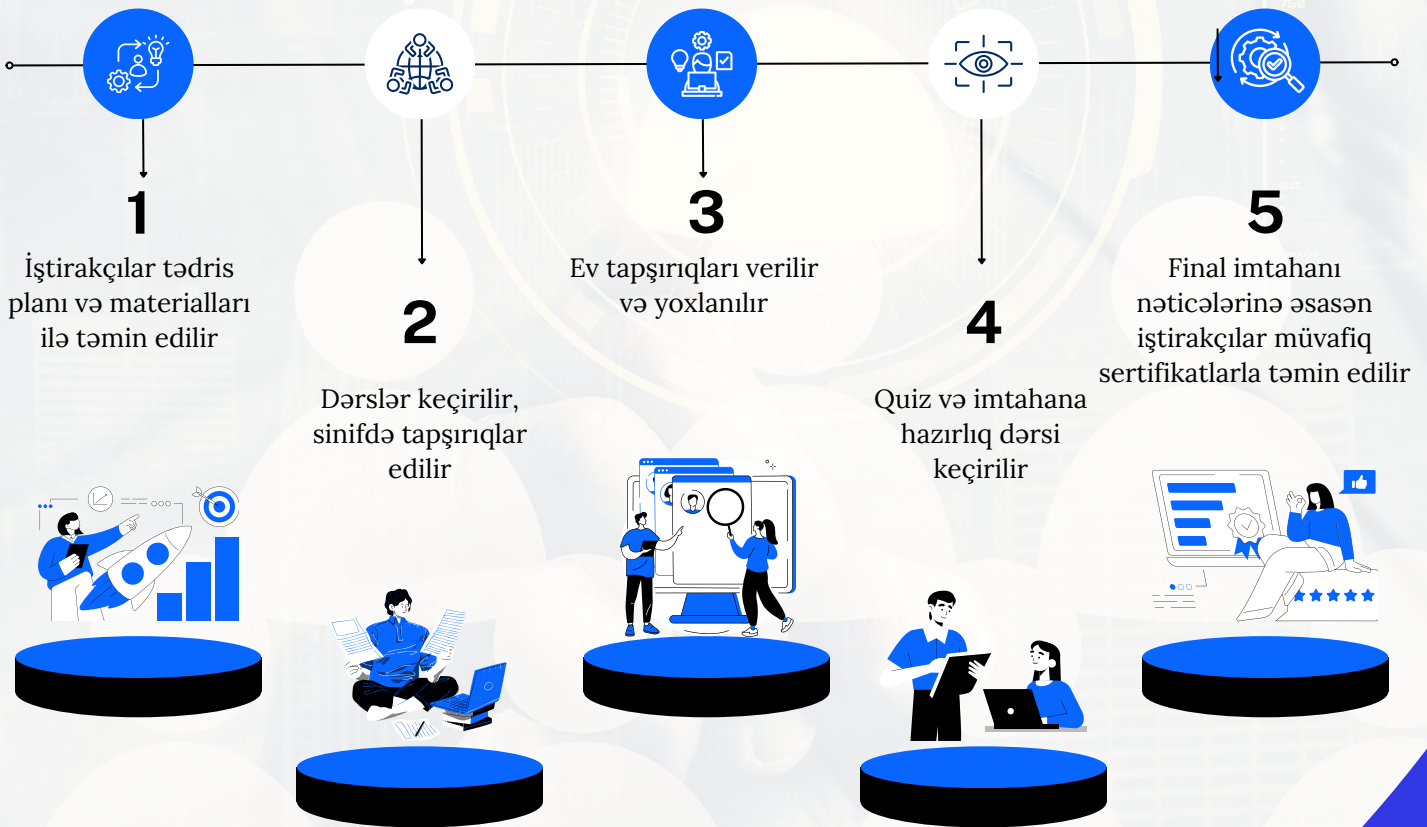 1
İştirakçılar tədris
planı və materialları
ilə təmin edilir
2
Dərslər keçirilir,
sinifdə tapşırıqlar
edilir
3
Ev tapşırıqları verilir
və yoxlanılır
4
Quiz və imtahana
hazırlıq dərsi
keçirilir
5
Final imtahanı
nəticələrinə əsasən
iştirakçılar müvafiq
sertifikatlarla təmin edilir